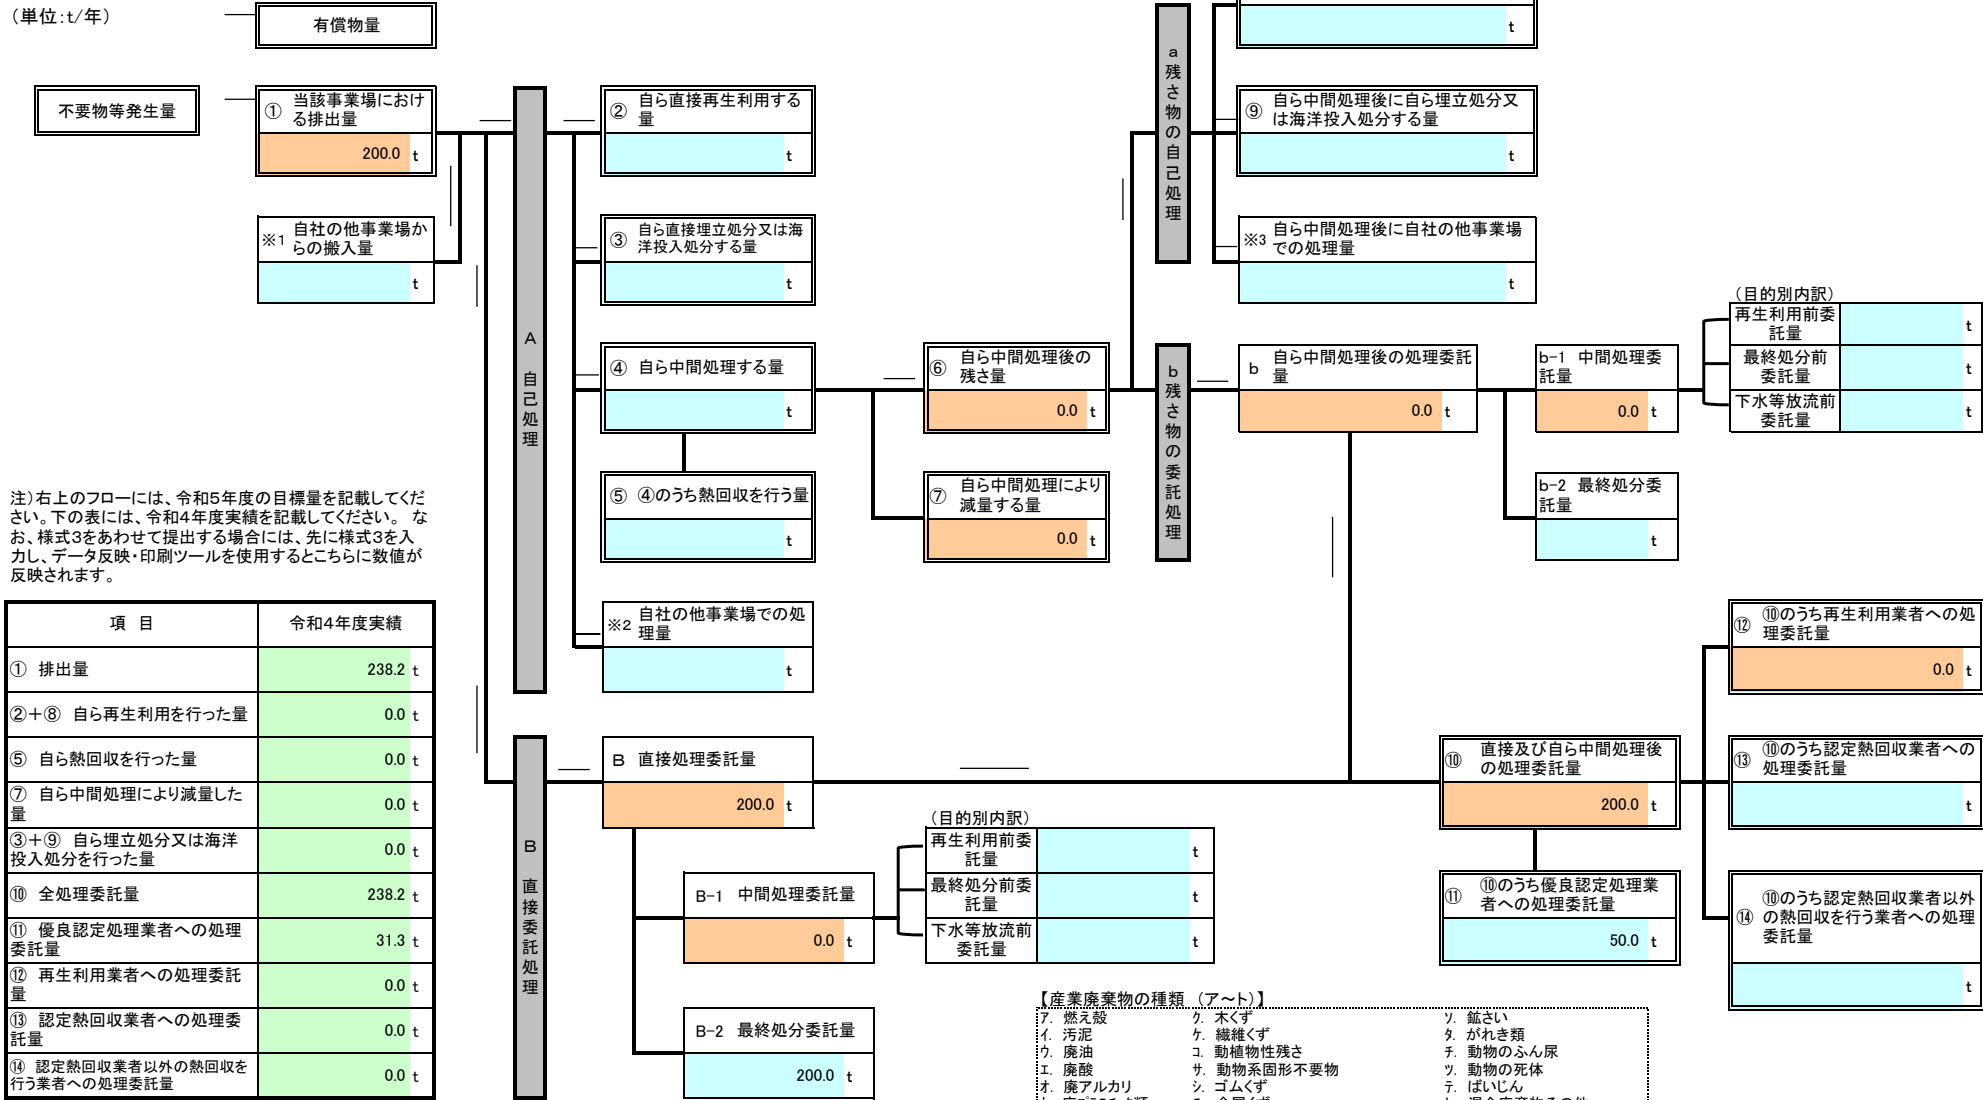 （単位:t/年）
有償物量
t
不要物等発生量
① 当該事業場におけ
る排出量
200.0 t
※1 自社の他事業場か
らの搬入量
t
A 自己処理
② 自ら直接再生利用する
量
t
③ 自ら直接埋立処分又は海
洋投入処分する量
t
④ 自ら中間処理する量
t
⑤ ④のうち熱回収を行う量
t
※2 自社の他事業場での処
理量
t
⑥ 自ら中間処理後の
残さ量
0.0 t
⑦ 自ら中間処理により
減量する量
0.0 t
a 残さ物の自己処理
⑨ 自ら中間処理後に自ら埋立処分又
は海洋投入処分する量
t
※3 自ら中間処理後に自社の他事業場
での処理量
t
b 残さ物の委託処理
b 自ら中間処理後の処理委託
量
0.0 t
b-1 中間処理委
託量
0.0 t
b-2 最終処分委
託量
t
（目的別内訳）
再生利用前委
託量
t
最終処分前
委託量
t
下水等放流前
委託量
t
注）右上のフローには、令和5年度の目標量を記載してくだ
さい。下の表には、令和4年度実績を記載してください。 な
お、様式3をあわせて提出する場合には、先に様式3を入
力し、データ反映・印刷ツールを使用するとこちらに数値が
反映されます。
項 目 令和4年度実績
① 排出量 238.2 t
②＋⑧ 自ら再生利用を行った量 0.0 t
⑤ 自ら熱回収を行った量 0.0 t
⑦ 自ら中間処理により減量した
量 0.0 t
③＋⑨ 自ら埋立処分又は海洋
投入処分を行った量 0.0 t
⑩ 全処理委託量 238.2 t
⑪ 優良認定処理業者への処理
委託量 31.3 t
⑫ 再生利用業者への処理委託
量 0.0 t
⑬ 認定熱回収業者への処理委
託量 0.0 t
⑭ 認定熱回収業者以外の熱回収を
行う業者への処理委託量 0.0 t
B 直接委託処理
B 直接処理委託量
200.0 t
B-1 中間処理委託量
0.0 t
B-2 最終処分委託量
200.0 t
（目的別内訳）
再生利用前委
託量
t
最終処分前委
託量
t
下水等放流前
委託量
t
⑩ 直接及び自ら中間処理後
の処理委託量
200.0 t
⑪ ⑩のうち優良認定処理業
者への処理委託量
50.0 t
⑫ ⑩のうち再生利用業者への処
理委託量
0.0 t
⑬ ⑩のうち認定熱回収業者への
処理委託量
t
⑭ ⑩のうち認定熱回収業者以外
の熱回収を行う業者への処理
委託量
t
【産業廃棄物の種類 （ア～ト）】
ア. 燃え殻 ク. 木くず ソ. 鉱さい
イ. 汚泥 ケ. 繊維くず タ. がれき類
ウ. 廃油 コ. 動植物性残さ チ. 動物のふん尿
エ. 廃酸 サ. 動物系固形不要物 ツ. 動物の死体
オ. 廃アルカリ シ. ゴムくず テ. ばいじん